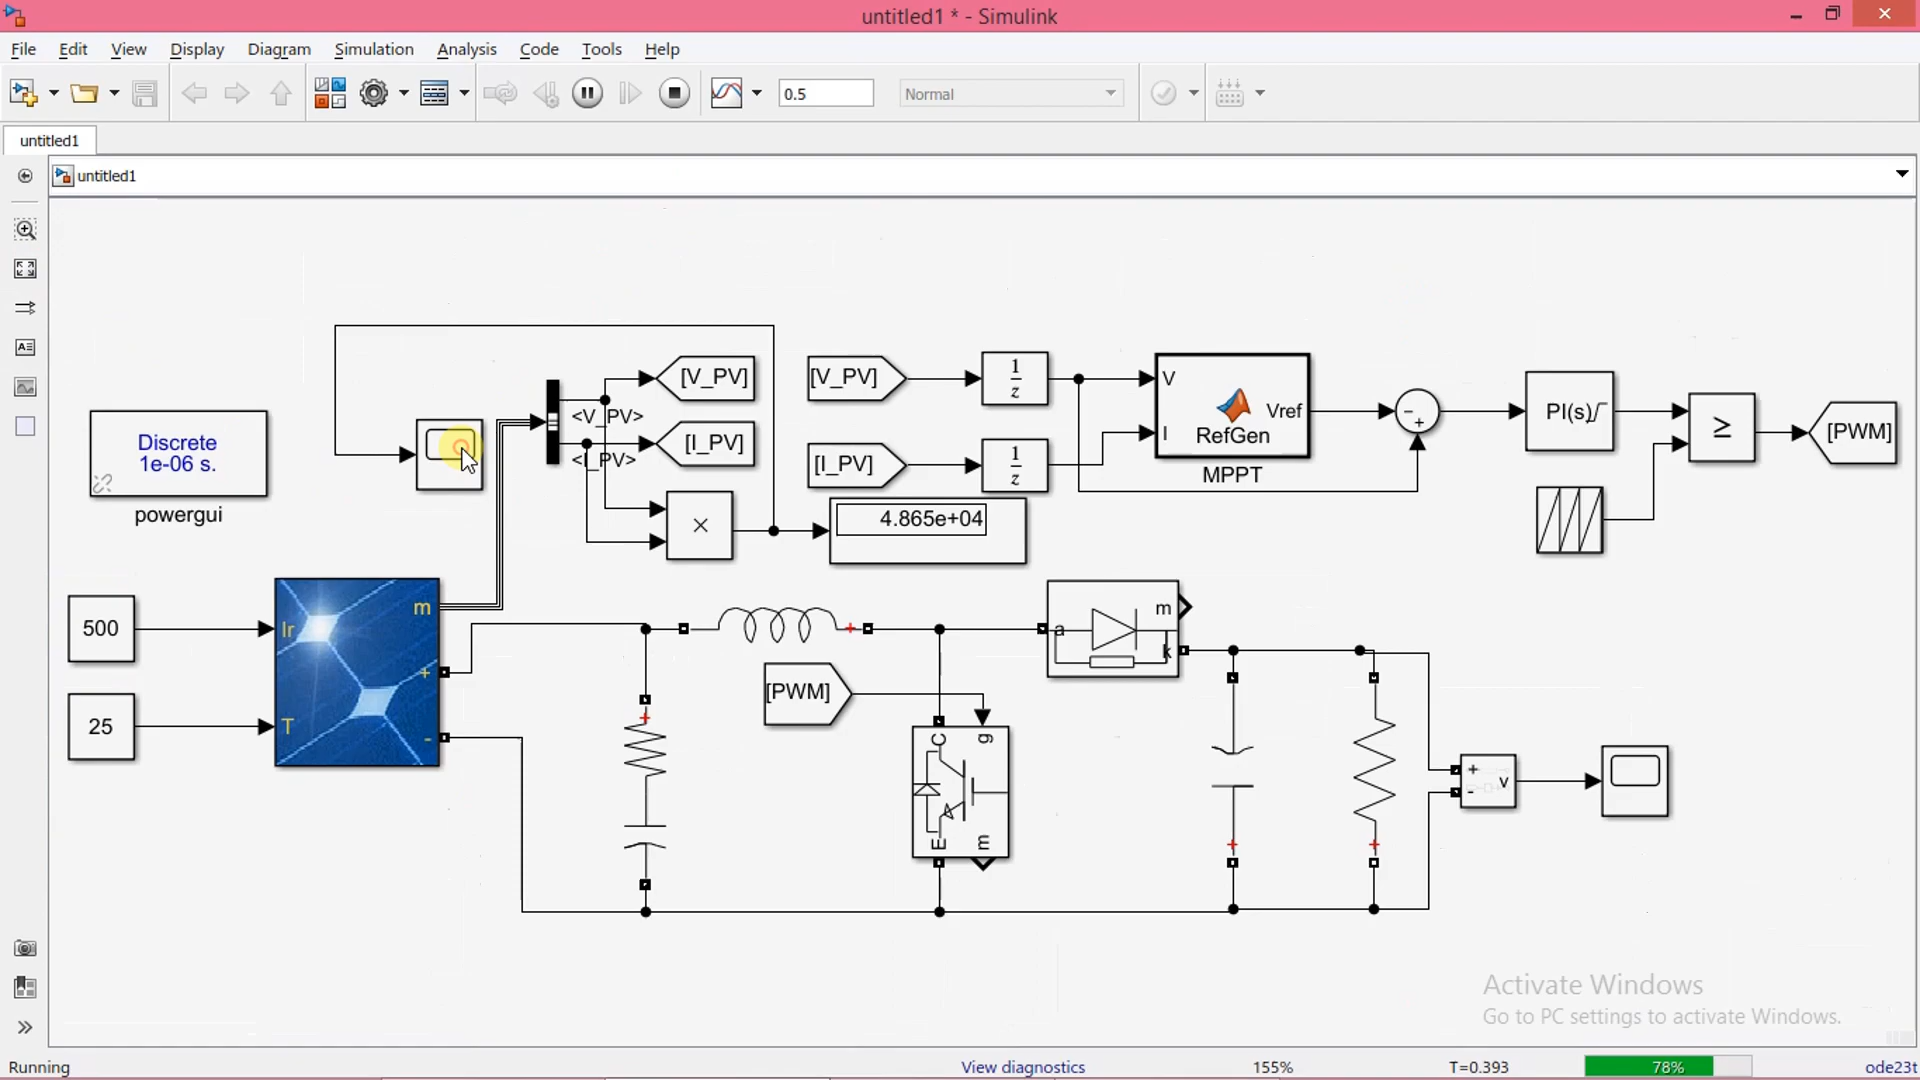 untitled1 * - Simulink
File Edit View Display Diagram Simulation Analysis Code Tools Help
0.5
Normal
untitled1
untitled1
[V_PV]
<V_PV>
[I_PV]
<I_PV>
[V_PV]
1
z
V
Vref
RefGen
I
MPPT
[I_PV]
1
z
-
+
PI(s)
≥
[PWM]
Discrete
1e-06 s.
powergui
×
4.865e+04
500
25
Ir
T
m
+
-
+
[PWM]
a
m
k
+
C
g
E
m
+
+
+
-
v
Activate Windows
Go to PC settings to activate Windows.
Running
View diagnostics
155%
T=0.393
78%
ode23t